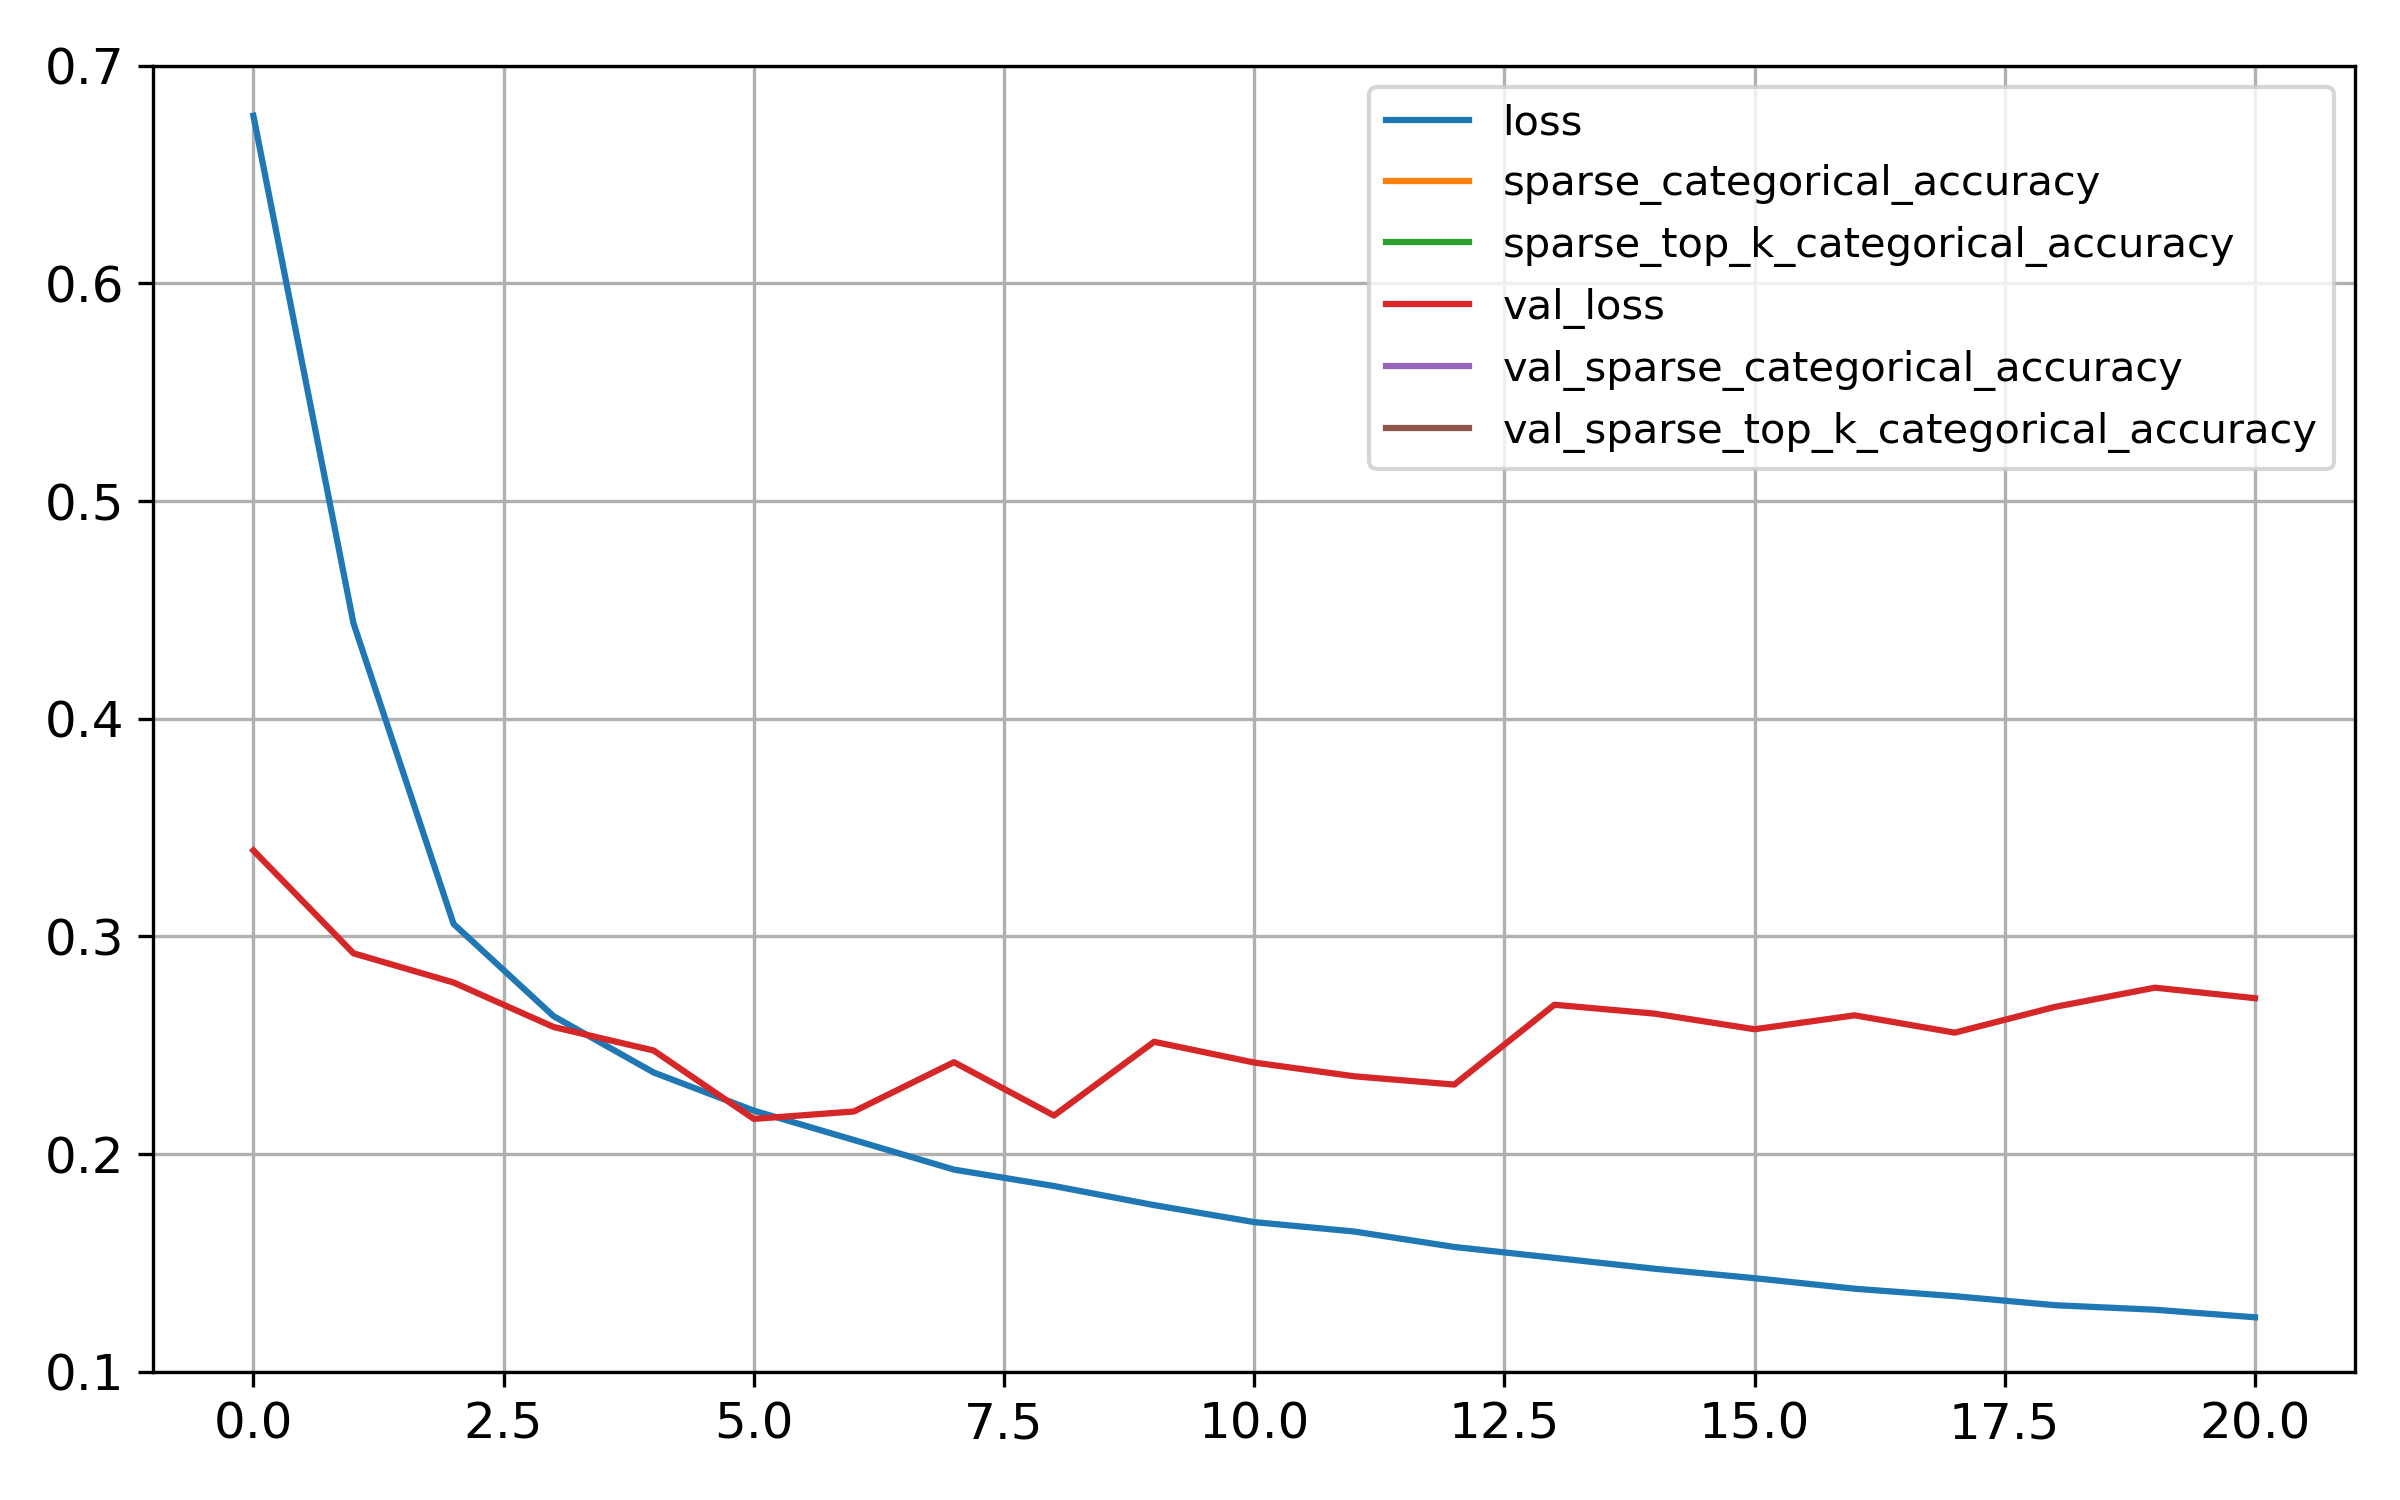 0.7
0.6
0.5
0.4
0.3
0.2
0.1
0.0 2.5 5.0 7.5 10.0 12.5 15.0 17.5 20.0
loss
sparse_categorical_accuracy
sparse_top_k_categorical_accuracy
val_loss
val_sparse_categorical_accuracy
val_sparse_top_k_categorical_accuracy